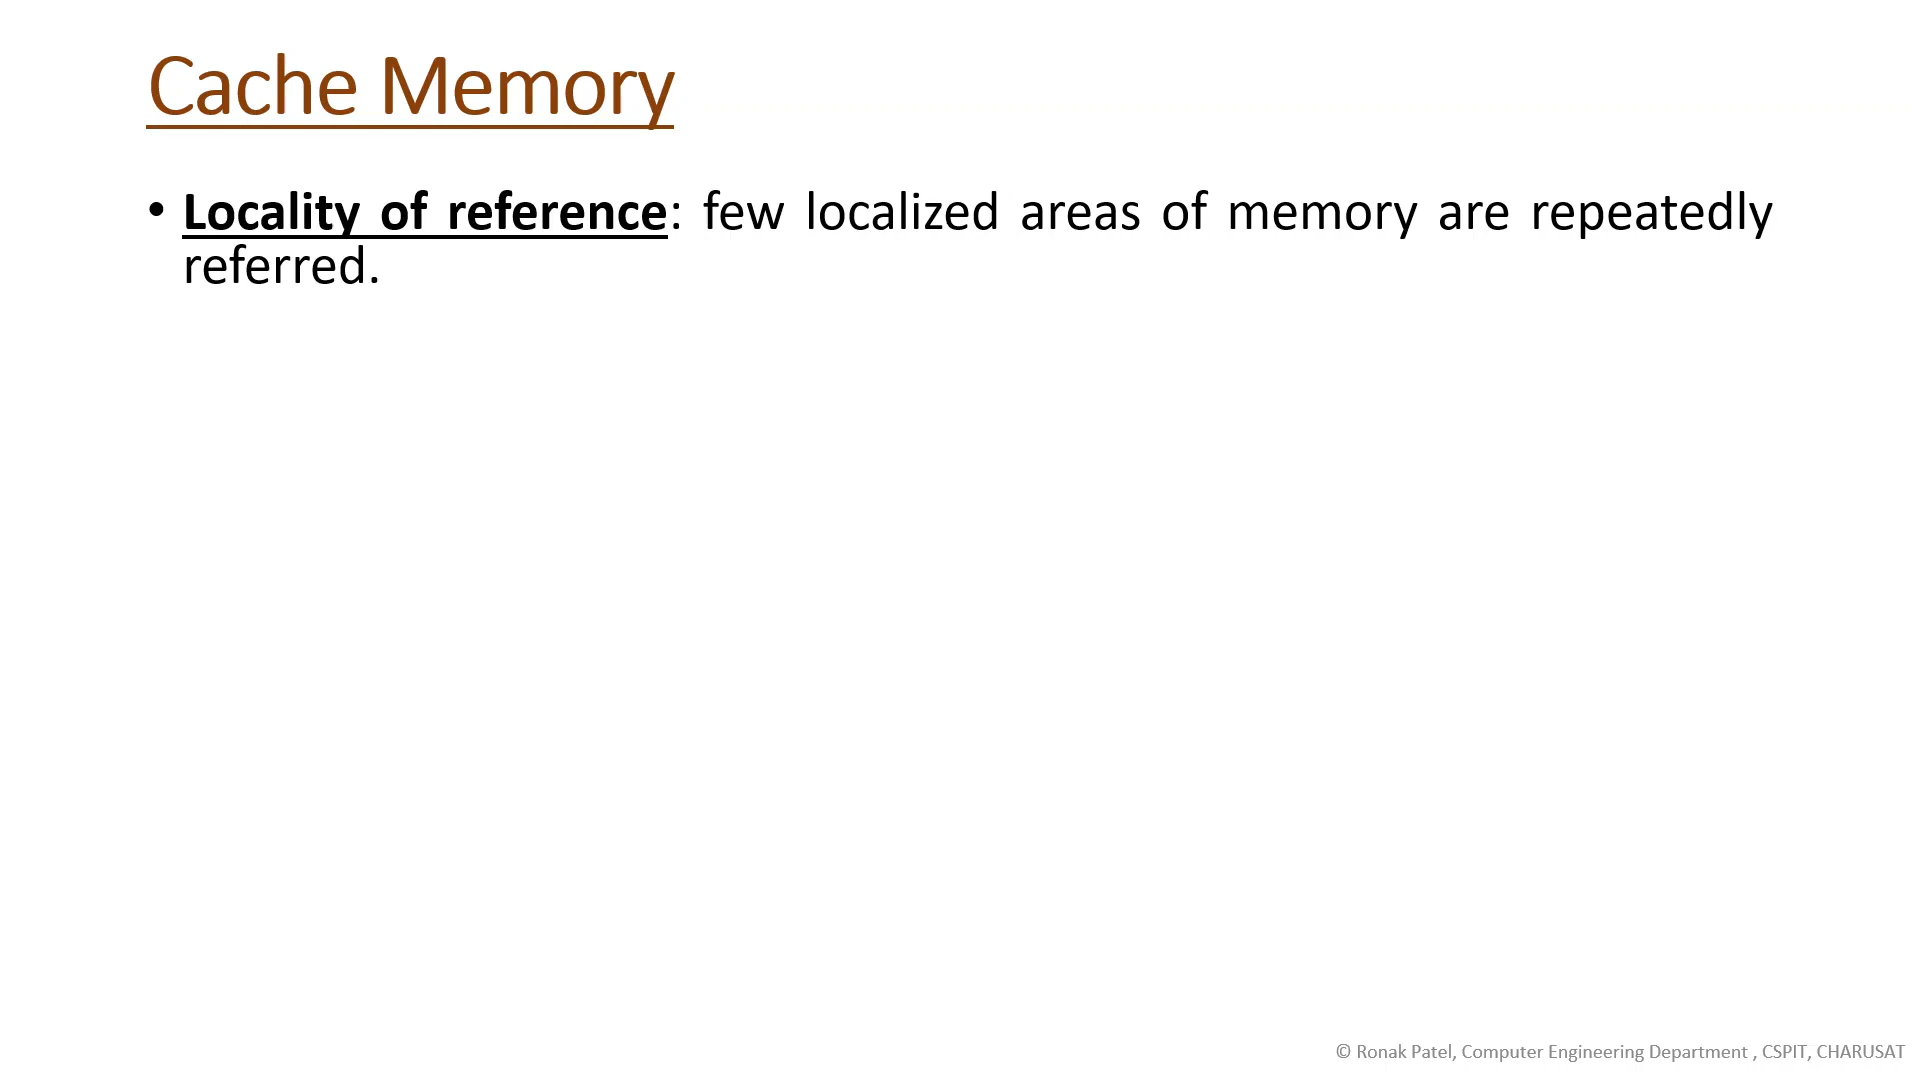 Cache Memory
• Locality of reference: few localized areas of memory are repeatedly
referred.
© Ronak Patel, Computer Engineering Department , CSPIT, CHARUSAT